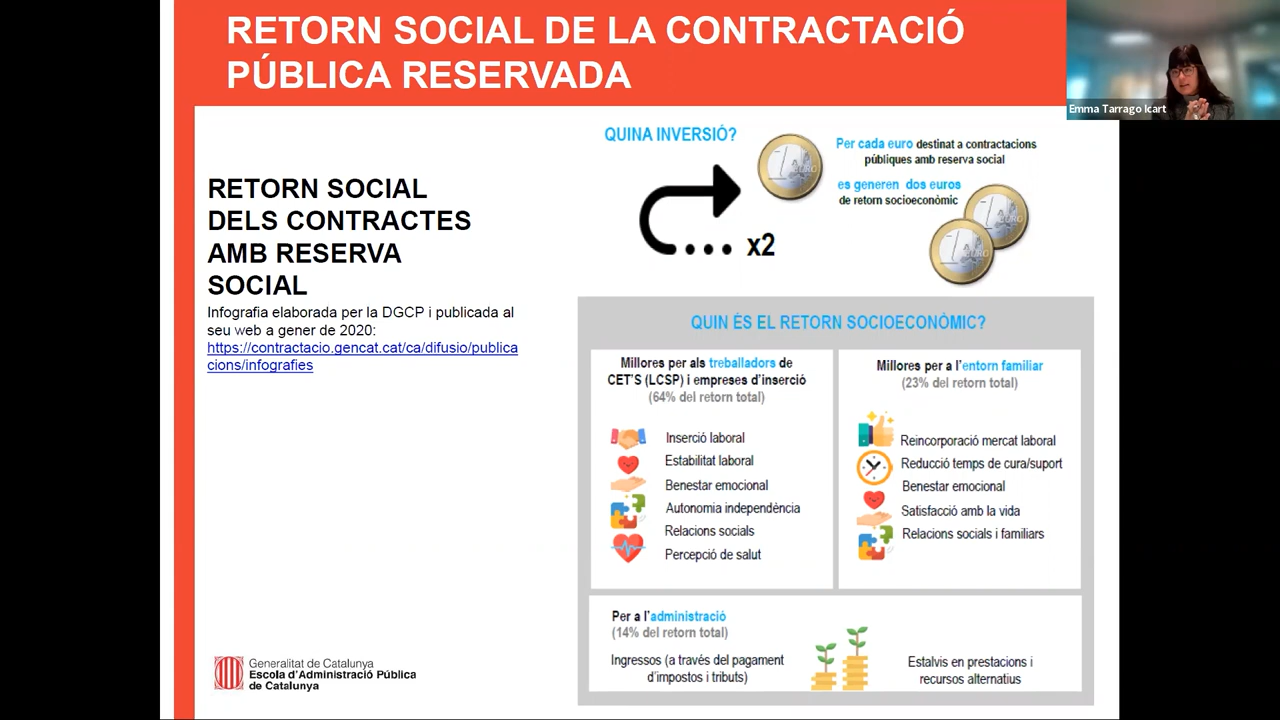 RETORN SOCIAL DE LA CONTRACTACIÓ
PÚBLICA RESERVADA
Emma Tarrago Icart
RETORN SOCIAL
DELS CONTRACTES
AMB RESERVA
SOCIAL
Infografia elaborada per la DGCP i publicada al
seu web a gener de 2020:
https://contractacio.gencat.cat/ca/difusio/publica
cions/infografies
QUINA INVERSIÓ?
x2
Per cada euro destinat a contractacions
públiques amb reserva social
es generen dos euros
de retorn socioeconòmic
QUIN ÉS EL RETORN SOCIOECONÒMIC?
Millores per als treballadors de
CET'S (LCSP) i empreses d'inserció
(64% del retorn total)
Inserció laboral
Estabilitat laboral
Benestar emocional
Autonomia independència
Relacions socials
Percepció de salut
Millores per a l'entorn familiar
(23% del retorn total)
Reincorporació mercat laboral
Reducció temps de cura/suport
Benestar emocional
Satisfacció amb la vida
Relacions socials i familiars
Per a l'administració
(14% del retorn total)
Ingressos (a través del pagament
d'impostos i tributs)
Estalvis en prestacions i
recursos alternatius
Generalitat de Catalunya
Escola d'Administració Pública
de Catalunya